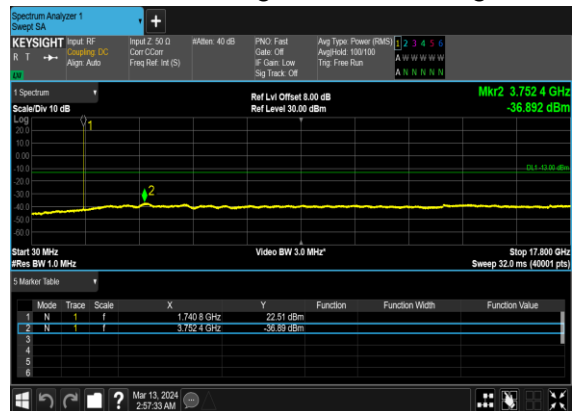 Spectrum Analyzer 1
Swept SA
+
KEYSIGHT Input: RF Input Z: 50 Ω #Atten: 40 dB PNO: Fast Avg Type: Power (RMS) 1 2 3 4 5 6
R T Coupling: DC Corr CCorr Gate: Off Avg|Hold: 100/100 A W W W W W
Align: Auto Freq Ref: Int (S) IF Gain: Low Trig: Free Run
LXI Sig Track: Off A N N N N N
1 Spectrum Ref Lvl Offset 8.00 dB Mkr2 3.752 4 GHz
Scale/Div 10 dB Ref Level 30.00 dBm -36.892 dBm
Log
20.0
10.0
0.00
-10.0
-20.0
-30.0
-40.0
-50.0
-60.0
1
2
DL1 -13.00 dBm
Start 30 MHz Video BW 3.0 MHz* Stop 17.800 GHz
#Res BW 1.0 MHz Sweep 32.0 ms (40001 pts)
5 Marker Table
Mode Trace Scale X Y Function Function Width Function Value
1 N 1 f 1.740 8 GHz 22.51 dBm
2 N 1 f 3.752 4 GHz -36.89 dBm
3
4
5
6
? Mar 13, 2024
2:57:33 AM